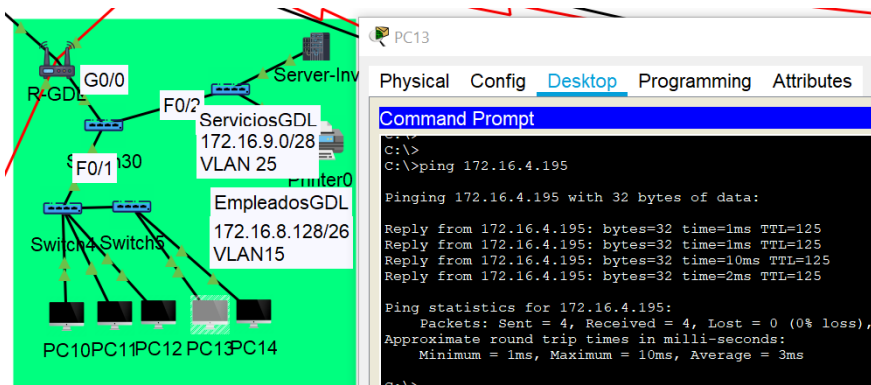 R-GDL
G0/0
F0/2
Server-Inv
ServiciosGDL
172.16.9.0/28
VLAN 25
F0/1
30
Printer0
EmpleadosGDL
172.16.8.128/26
VLAN15
Switch4
Switch5
PC10
PC11
PC12
PC13
PC14
PC13
Physical Config Desktop Programming Attributes
Command Prompt
C:\>
C:\>
C:\>ping 172.16.4.195
Pinging 172.16.4.195 with 32 bytes of data:
Reply from 172.16.4.195: bytes=32 time=1ms TTL=125
Reply from 172.16.4.195: bytes=32 time=1ms TTL=125
Reply from 172.16.4.195: bytes=32 time=10ms TTL=125
Reply from 172.16.4.195: bytes=32 time=2ms TTL=125
Ping statistics for 172.16.4.195:
Packets: Sent = 4, Received = 4, Lost = 0 (0% loss),
Approximate round trip times in milli-seconds:
Minimum = 1ms, Maximum = 10ms, Average = 3ms